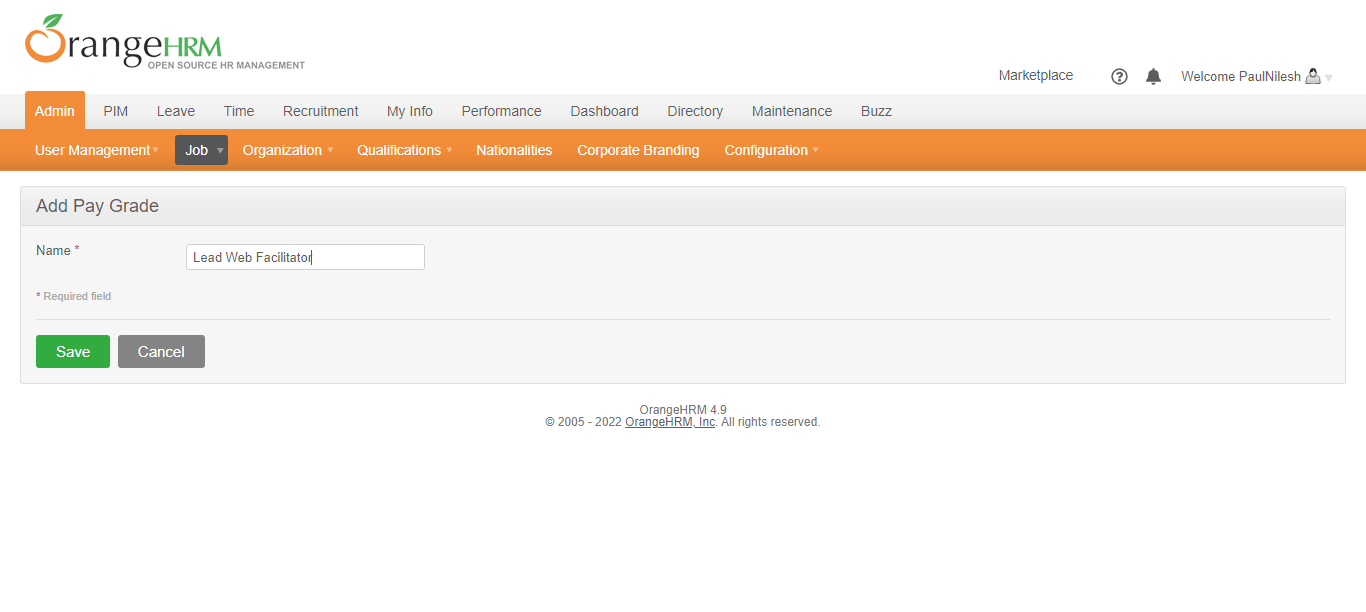 OrangeHRM
OPEN SOURCE HR MANAGEMENT
Marketplace
? Welcome PaulNilesh
Admin PIM Leave Time Recruitment My Info Performance Dashboard Directory Maintenance Buzz
User Management Job Organization Qualifications Nationalities Corporate Branding Configuration
Add Pay Grade
Name * Lead Web Facilitator
* Required field
Save Cancel
OrangeHRM 4.9
© 2005 - 2022 OrangeHRM, Inc. All rights reserved.